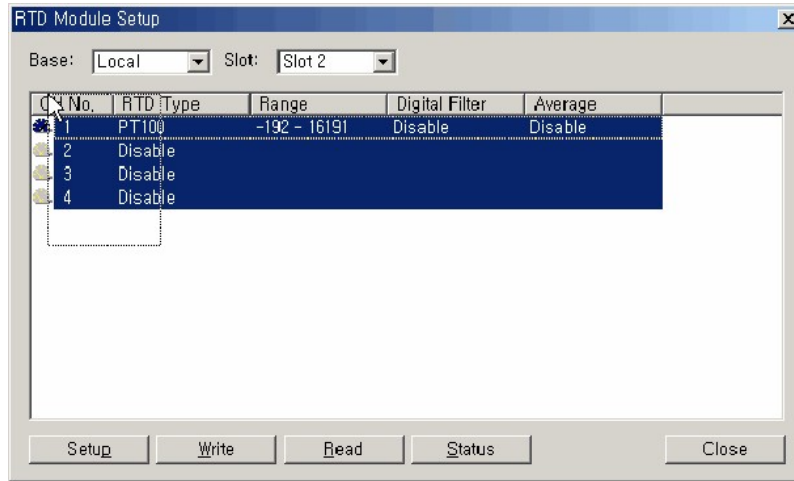 RTD Module Setup
Base: Local Slot: Slot 2
No. RTD Type Range Digital Filter Average
1 PT100 -192 - 16191 Disable Disable
2 Disable
3 Disable
4 Disable
Setup Write Read Status Close